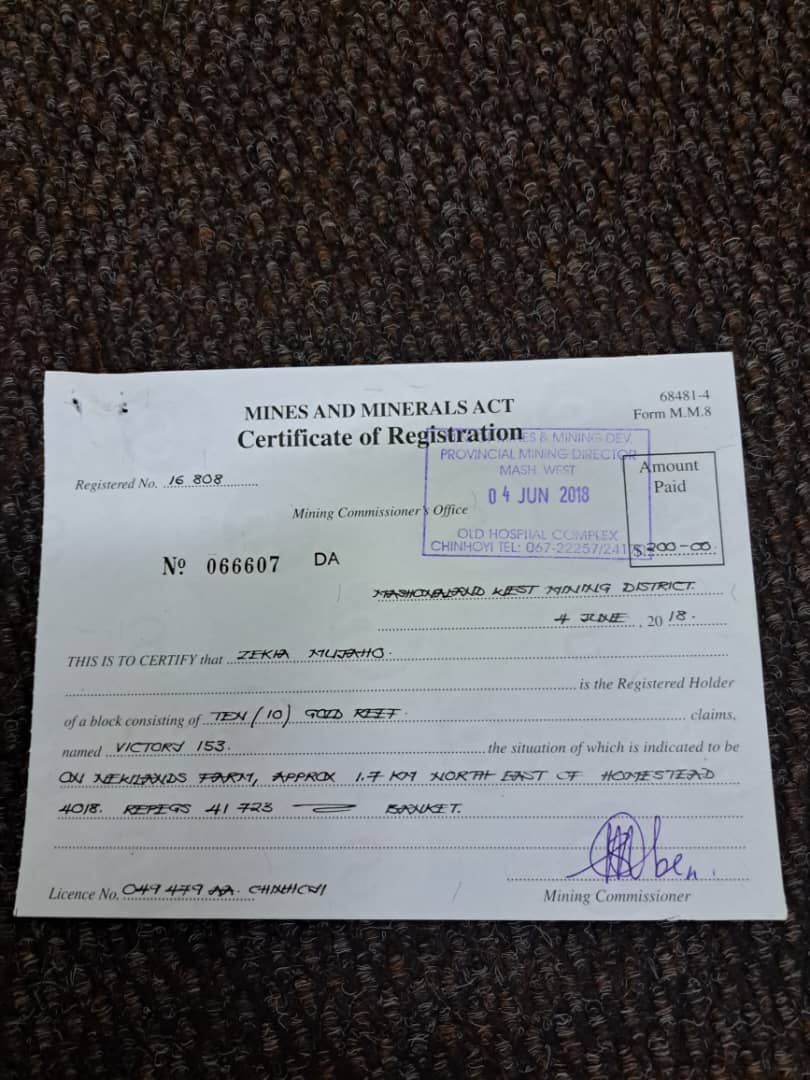 68481-4
Form M.M.8
MINES AND MINERALS ACT
Certificate of Registration
MINES & MINING DEV.
PROVINCIAL MINING DIRECTOR
MASH. WEST
04 JUN 2018
OLD HOSPITAL COMPLEX
CHINHOYI TEL: 067-22257/241
Amount
Paid
$ 200-00.
Registered No. 16 808
Mining Commissioner's Office
No 066607 DA
MASHONALAND WEST MINING DISTRICT.
4 JUNE, 2018.
THIS IS TO CERTIFY that ZEKIA
is the Registered Holder
of a block consisting of TEN (10) GOLD REEF. claims,
named VICTORY 153. the situation of which is indicated to be
ON FARM, APPROX 1.7 KM NORTH EAST OF HOMESTEAD
4018. REPEGS 41 723 BANKET.
Licence No. 049 479 AA. CHINHOYI
Mining Commissioner